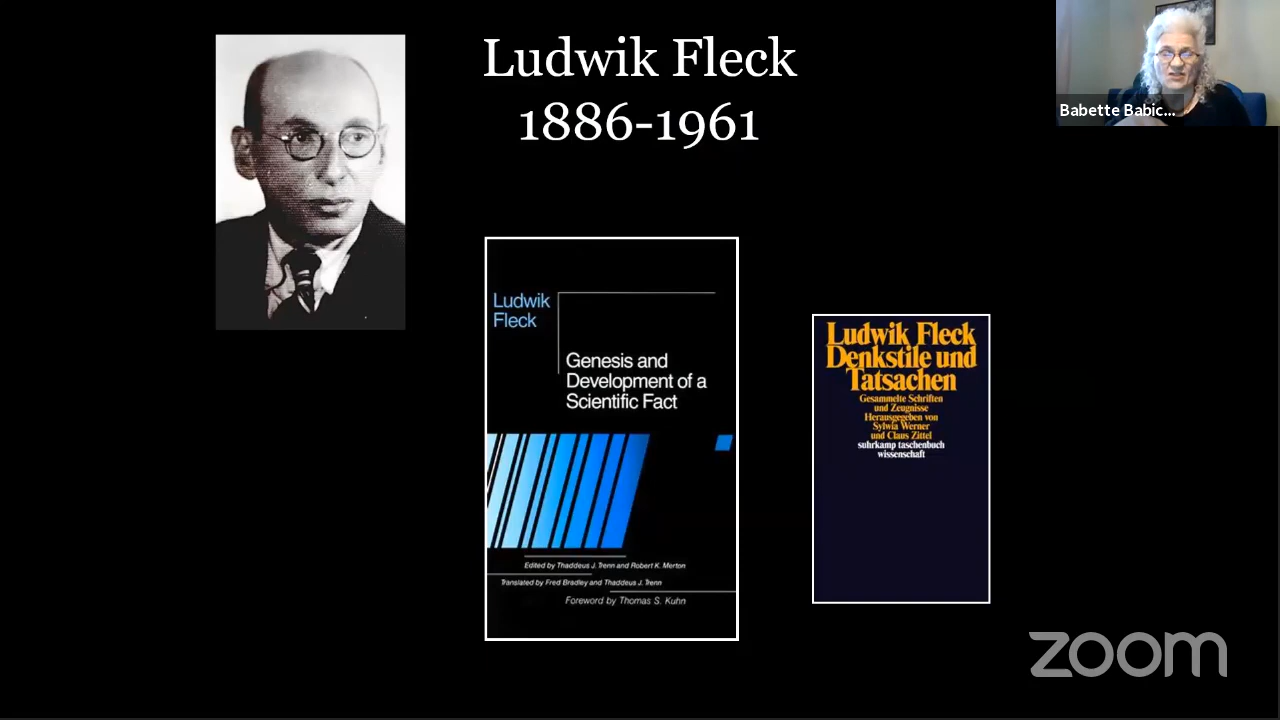 Ludwik Fleck
1886-1961
Babette Babic...
Ludwik
Fleck
Genesis and
Development of a
Scientific Fact
Edited by Thaddeus J. Trenn and Robert K. Merton
Translated by Fred Bradley and Thaddeus J. Trenn
Foreword by Thomas S. Kuhn
Ludwik Fleck
Denkstile und
Tatsachen
Gesammelte Schriften
und Zeugnisse
Herausgegeben von
Sylwia Werner
und Claus Zittel
suhrkamp taschenbuch
wissenschaft
zoom